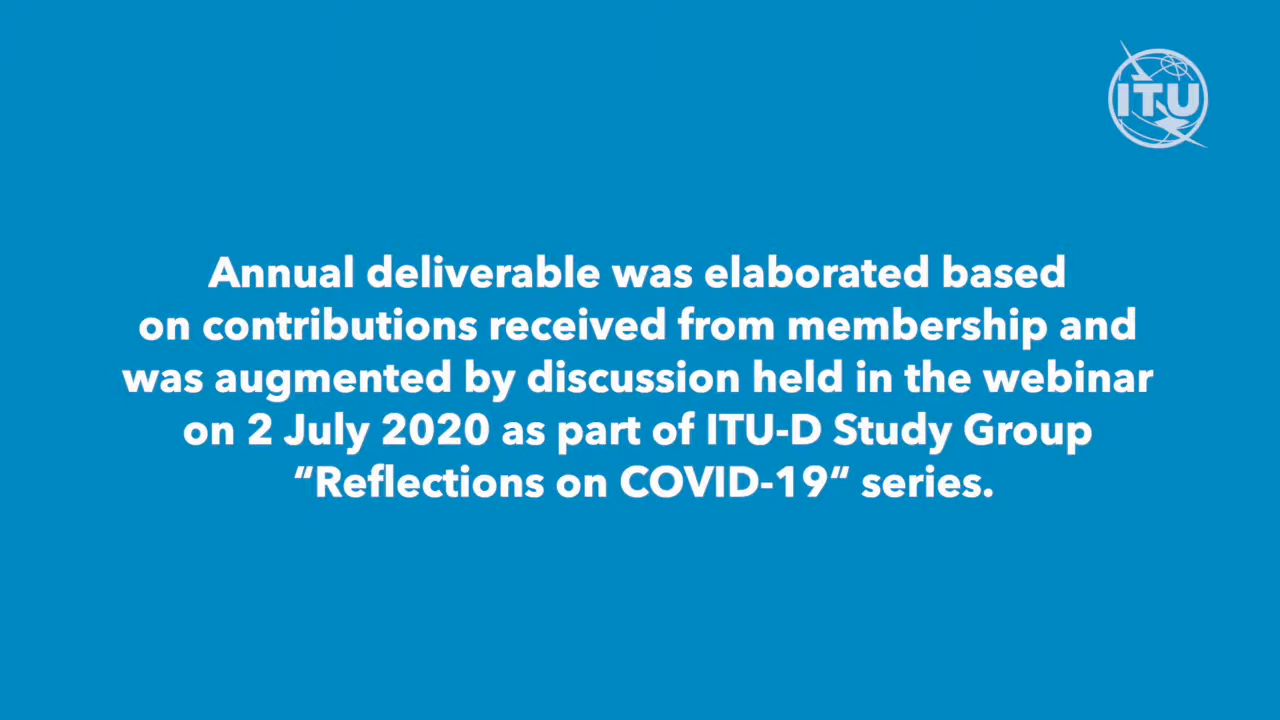 ITU
Annual deliverable was elaborated based
on contributions received from membership and
was augmented by discussion held in the webinar
on 2 July 2020 as part of ITU-D Study Group
“Reflections on COVID-19“ series.